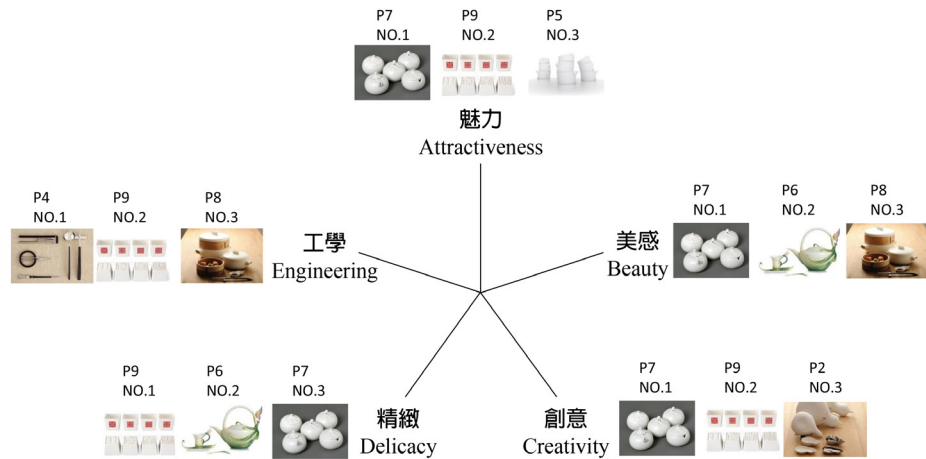 P7 P9 P5
NO.1 NO.2 NO.3
魅力
Attractiveness
P4 P9 P8
NO.1 NO.2 NO.3
工學
Engineering
P7 P6 P8
NO.1 NO.2 NO.3
美感
Beauty
P9 P6 P7
NO.1 NO.2 NO.3
精緻
Delicacy
P7 P9 P2
NO.1 NO.2 NO.3
創意
Creativity